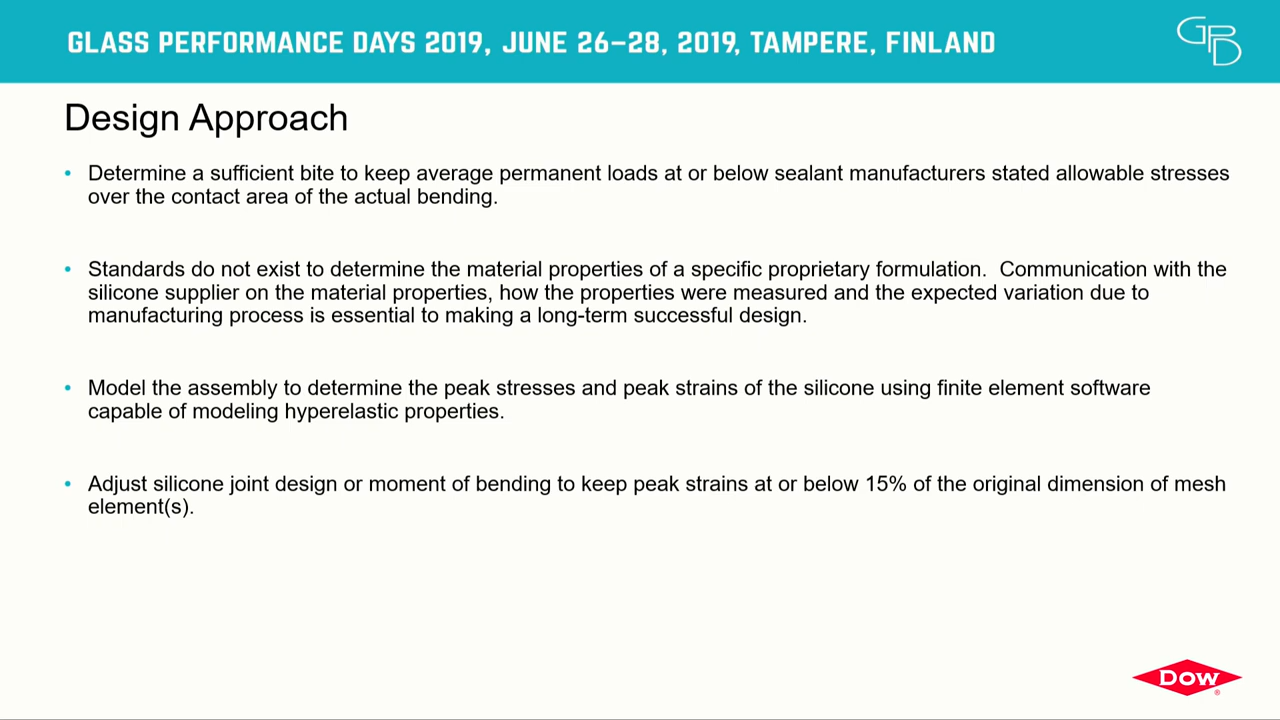 GLASS PERFORMANCE DAYS 2019, JUNE 26–28, 2019, TAMPERE, FINLAND
GPD
Design Approach
• Determine a sufficient bite to keep average permanent loads at or below sealant manufacturers stated allowable stresses
over the contact area of the actual bending.
• Standards do not exist to determine the material properties of a specific proprietary formulation.  Communication with the
silicone supplier on the material properties, how the properties were measured and the expected variation due to
manufacturing process is essential to making a long-term successful design.
• Model the assembly to determine the peak stresses and peak strains of the silicone using finite element software
capable of modeling hyperelastic properties.
• Adjust silicone joint design or moment of bending to keep peak strains at or below 15% of the original dimension of mesh
element(s).
DOW®